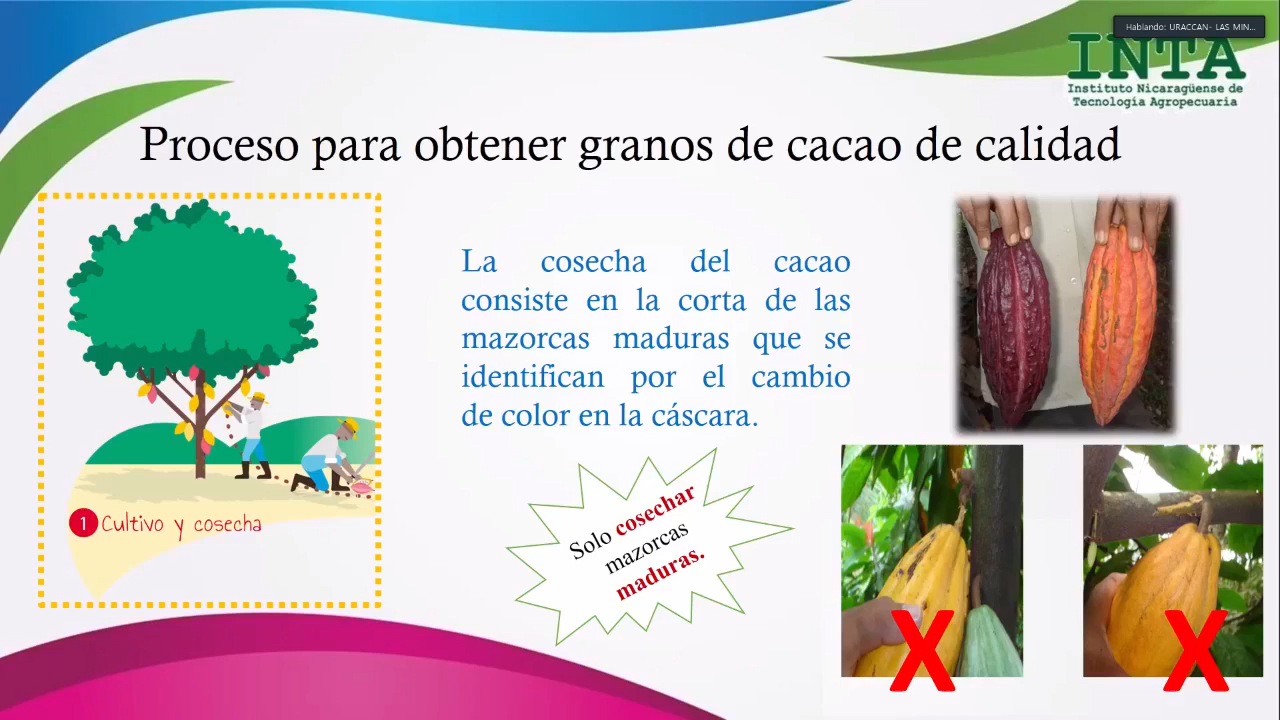 Hablando: URACCAN- LAS MIN...
INTA
Instituto Nicaragüense de
Tecnología Agropecuaria
Proceso para obtener granos de cacao de calidad
La cosecha del cacao
consiste en la corta de las
mazorcas maduras que se
identifican por el cambio
de color en la cáscara.
1 Cultivo y cosecha
Solo cosechar
mazorcas
maduras.
X X